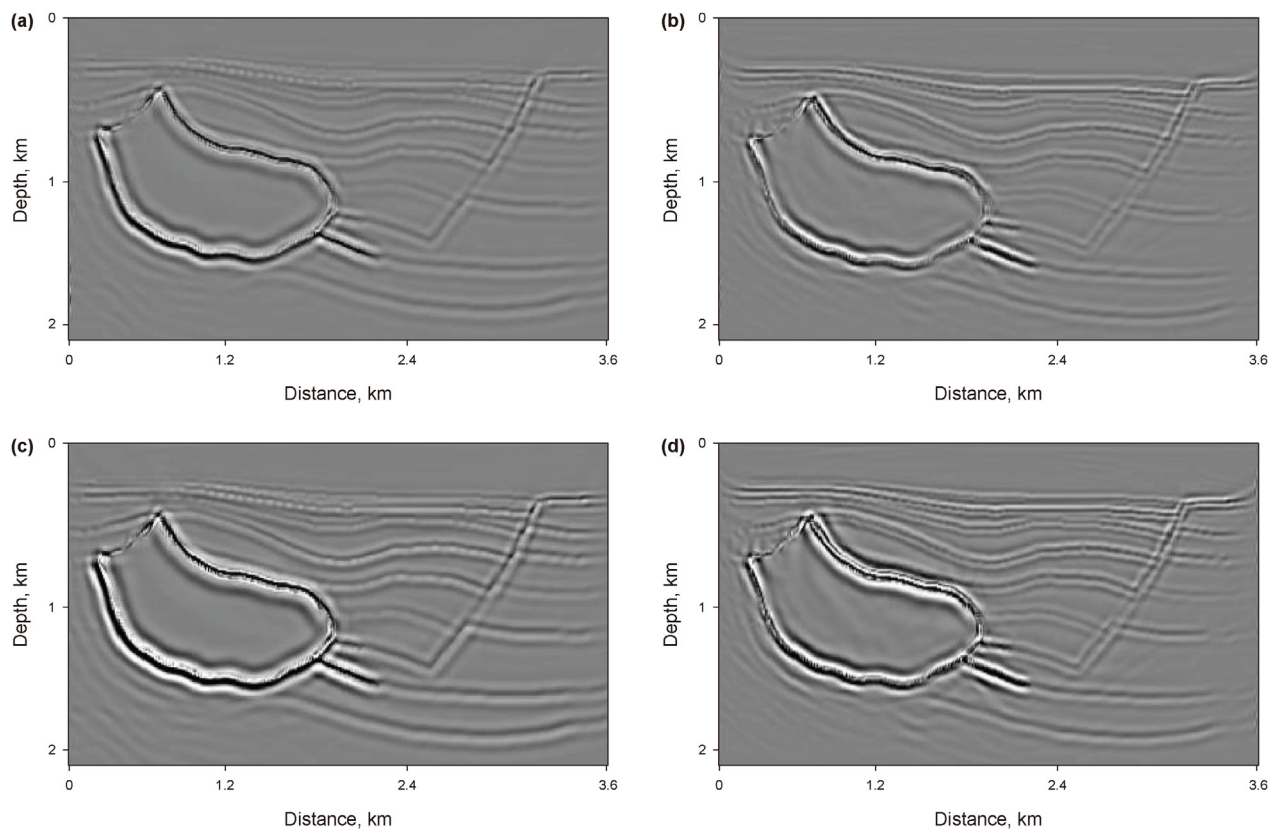 (a)
0
1
2
Depth, km
0 1.2 2.4 3.6
Distance, km
(b)
0
1
2
Depth, km
0 1.2 2.4 3.6
Distance, km
(c)
0
1
2
Depth, km
0 1.2 2.4 3.6
Distance, km
(d)
0
1
2
Depth, km
0 1.2 2.4 3.6
Distance, km